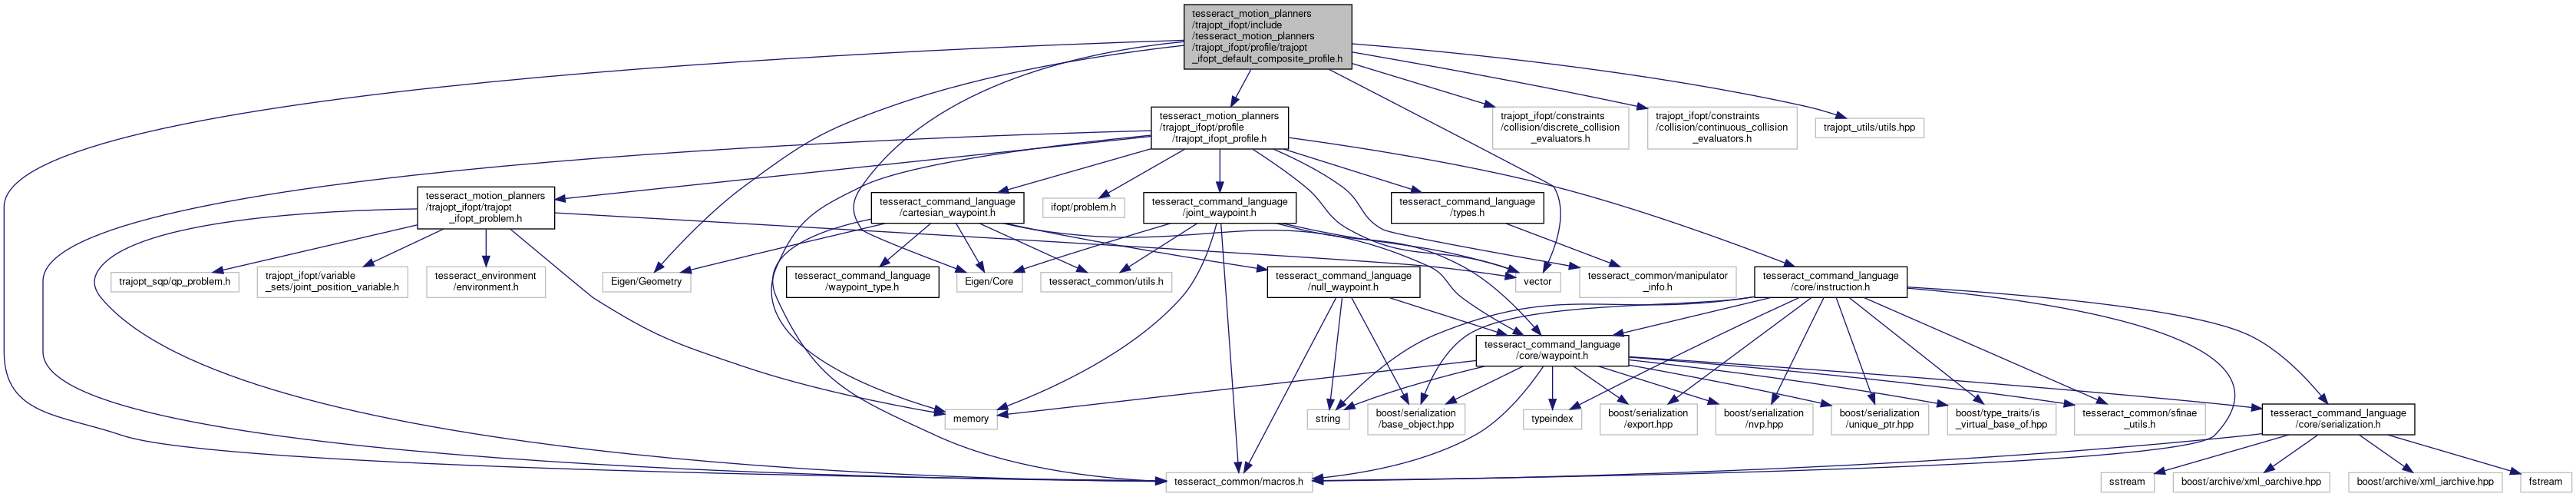 tesseract_motion_planners
/trajopt_ifopt/include
/tesseract_motion_planners
/trajopt_ifopt/profile/trajopt
_ifopt_default_composite_profile.h
tesseract_motion_planners
/trajopt_ifopt/profile
/trajopt_ifopt_profile.h
trajopt_ifopt/constraints
/collision/discrete_collision
_evaluators.h
trajopt_ifopt/constraints
/collision/continuous_collision
_evaluators.h
trajopt_utils/utils.hpp
tesseract_motion_planners
/trajopt_ifopt/trajopt
_ifopt_problem.h
tesseract_command_language
/cartesian_waypoint.h
ifopt/problem.h
tesseract_command_language
/joint_waypoint.h
tesseract_command_language
/types.h
trajopt_sqp/qp_problem.h
trajopt_ifopt/variable
_sets/joint_position_variable.h
tesseract_environment
/environment.h
Eigen/Geometry
tesseract_command_language
/waypoint_type.h
Eigen/Core
tesseract_common/utils.h
tesseract_command_language
/null_waypoint.h
vector
tesseract_common/manipulator
_info.h
tesseract_command_language
/core/instruction.h
tesseract_command_language
/core/waypoint.h
memory
string
boost/serialization
/base_object.hpp
typeindex
boost/serialization
/export.hpp
boost/serialization
/nvp.hpp
boost/serialization
/unique_ptr.hpp
boost/type_traits/is
_virtual_base_of.hpp
tesseract_common/sfinae
_utils.h
tesseract_command_language
/core/serialization.h
tesseract_common/macros.h
sstream
boost/archive/xml_oarchive.hpp
boost/archive/xml_iarchive.hpp
fstream